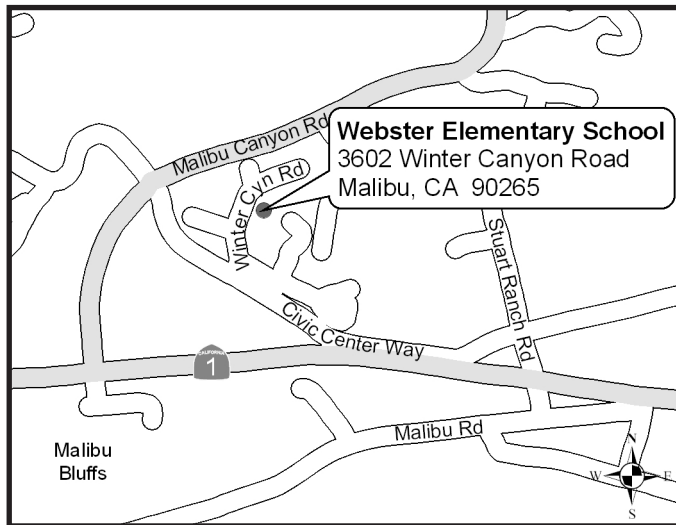 Malibu Canyon Rd
Webster Elementary School
3602 Winter Canyon Road
Malibu, CA 90265
Winter Cyn Rd
Stuart Ranch Rd
Civic Center Way
CALIFORNIA
1
Malibu Rd
Malibu
Bluffs
N
W
E
S